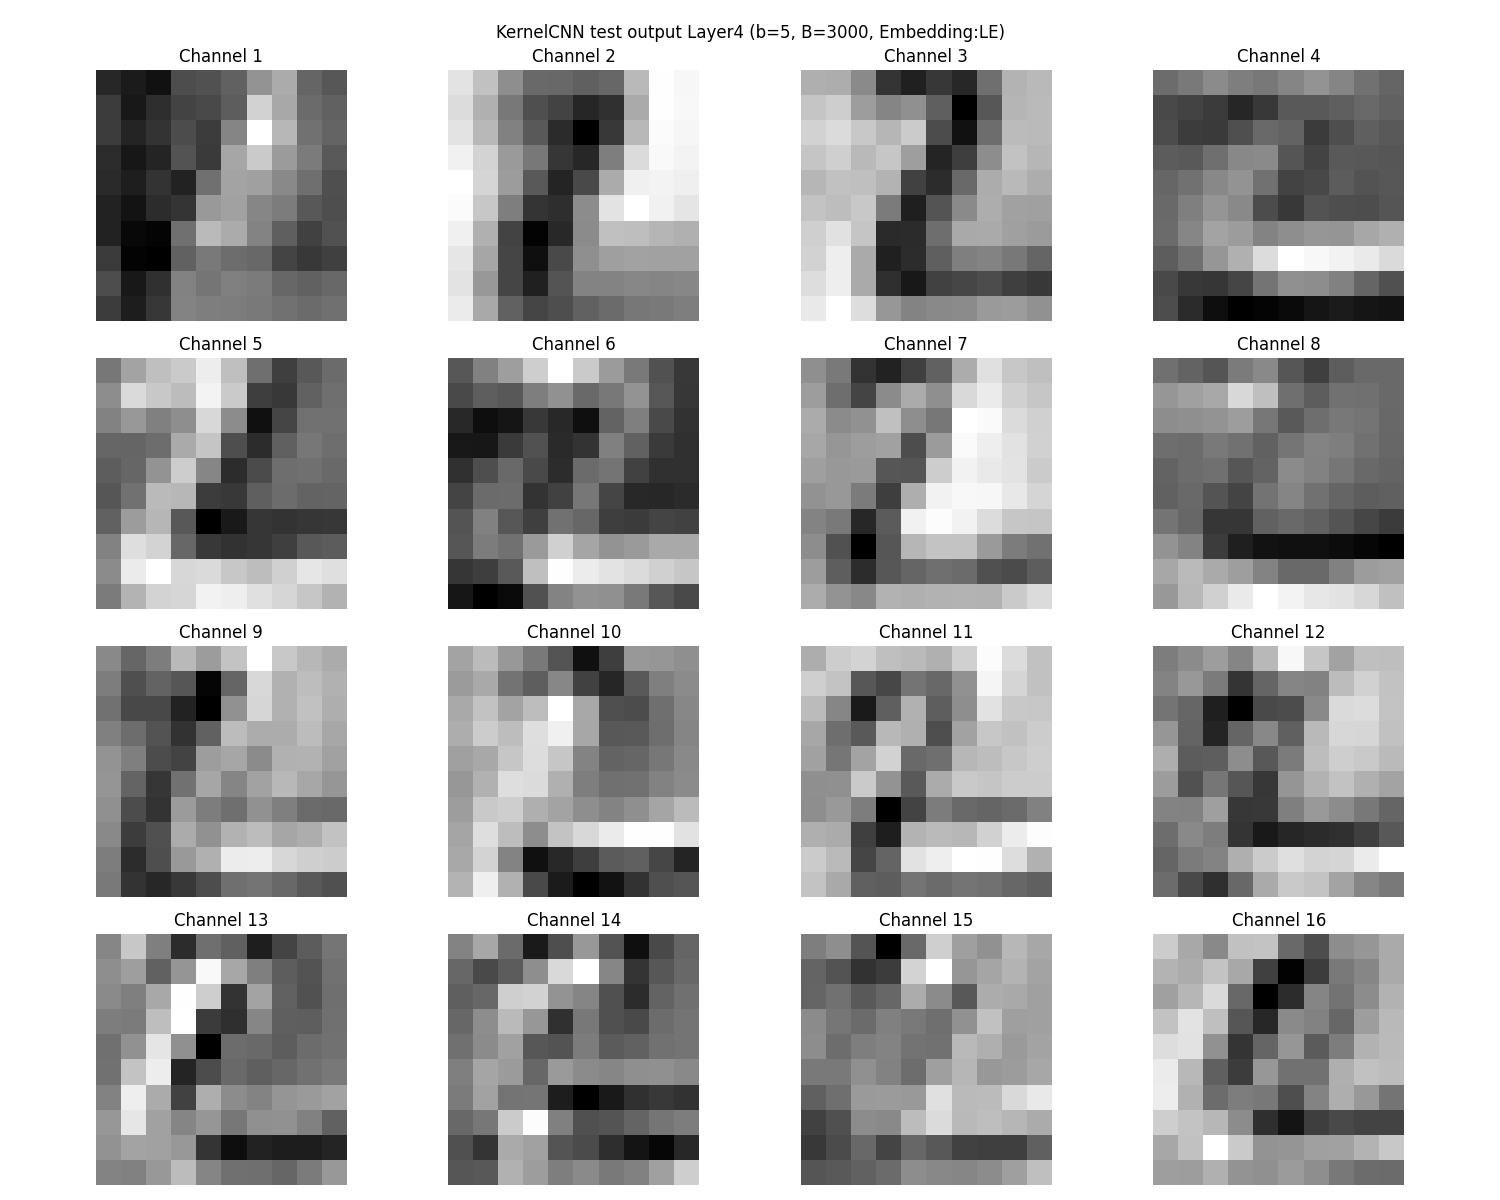 KernelCNN test output Layer4 (b=5, B=3000, Embedding:LE)
Channel 1
Channel 2
Channel 3
Channel 4
Channel 5
Channel 6
Channel 7
Channel 8
Channel 9
Channel 10
Channel 11
Channel 12
Channel 13
Channel 14
Channel 15
Channel 16